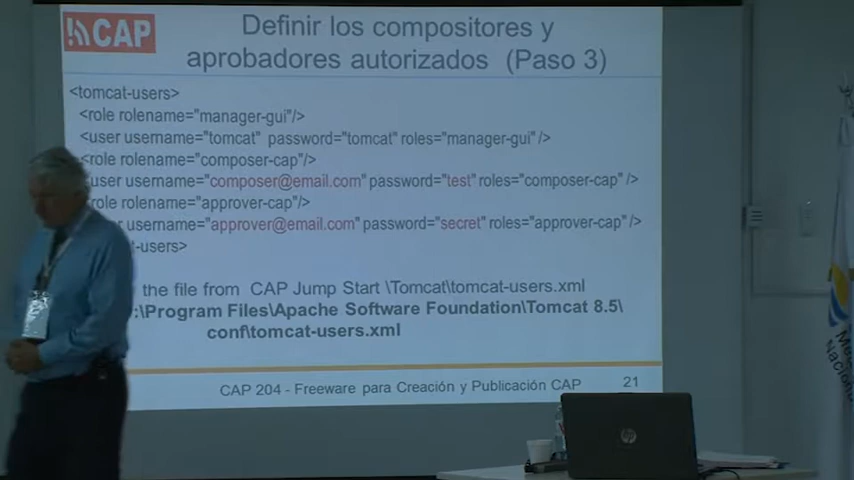 CAP
Definir los compositores y
aprobadores autorizados (Paso 3)
<tomcat-users>
<role rolename="manager-gui"/>
<user username="tomcat" password="tomcat" roles="manager-gui"/>
<role rolename="composer-cap"/>
<user username="composer@email.com" password="test" roles="composer-cap"/>
role rolename="approver-cap"/>
er username="approver@email.com" password="secret" roles="approver-cap"/>
t-users>
the file from CAP Jump Start \Tomcat\tomcat-users.xml
:\Program Files\Apache Software Foundation\Tomcat 8.5\
conf\tomcat-users.xml
CAP 204 - Freeware para Creación y Publicación de CAP
21